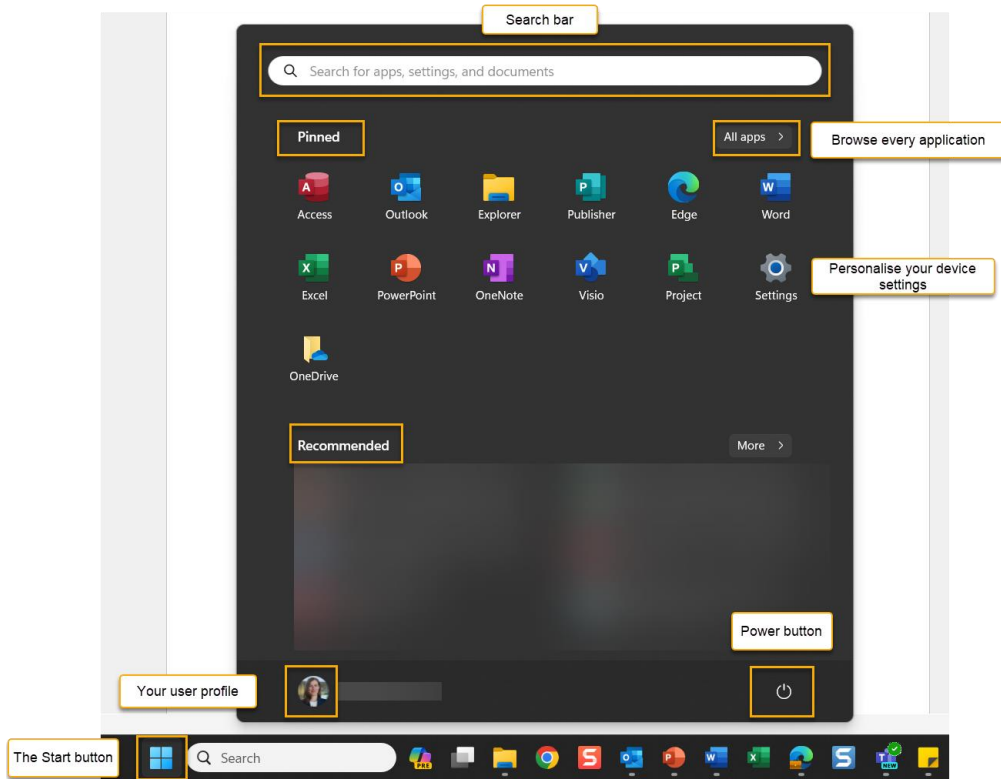 Search bar
Search for apps, settings, and documents
Pinned
All apps >
Browse every application
A
O
P
W
Access
Outlook
Explorer
Publisher
Edge
Word
X
P
N
V
P
Excel
PowerPoint
OneNote
Visio
Project
Settings
Personalise your device
settings
OneDrive
Recommended
More >
Power button
Your user profile
The Start button
Search
PRE
S
O
P
W
X
S
T
NEW